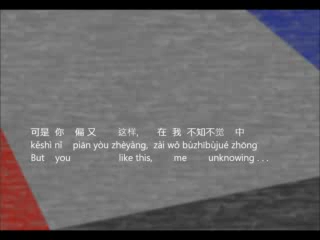 可是 你 偏 又 这样, 在 我 不知不觉 中
kěshì nǐ piān yòu zhèyàng, zài wǒ bùzhībùjué zhōng
But you like this, me unknowing . . .